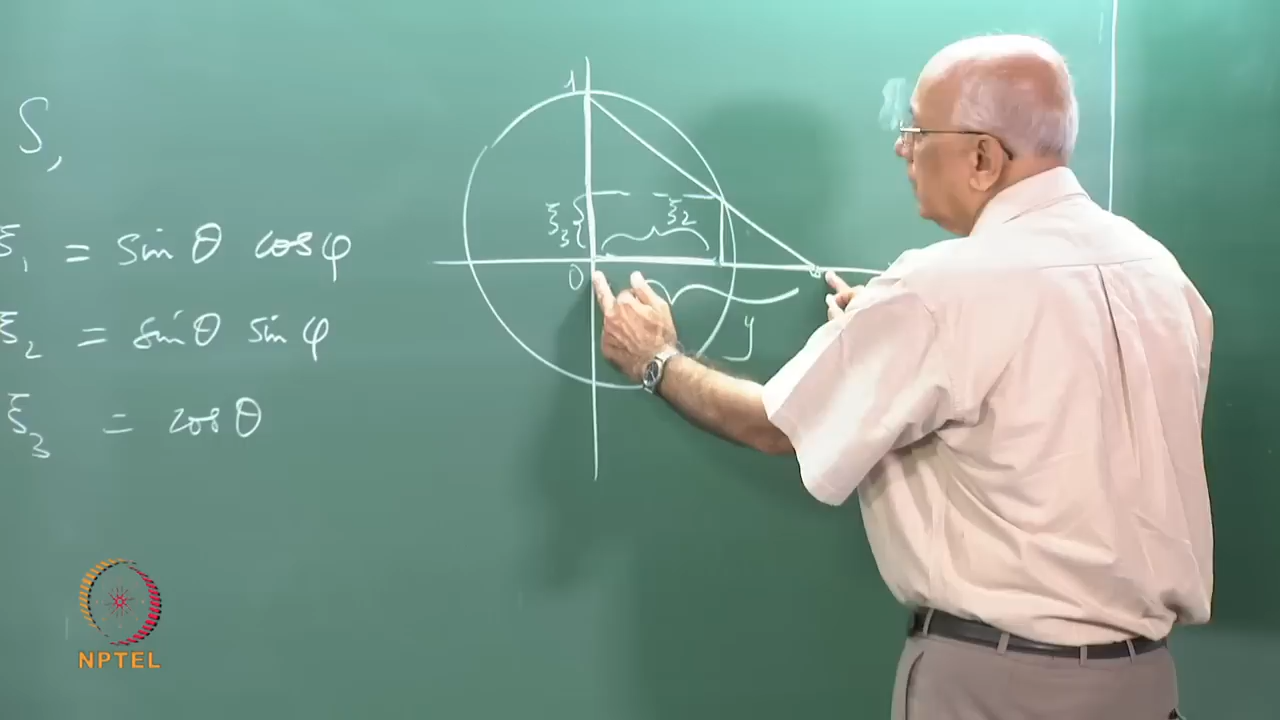 S,
ξ₁ = sin θ cos φ
ξ₂ = sin θ sin φ
ξ₃ = cos θ
1
ξ₃
ξ₂
0
y
NPTEL